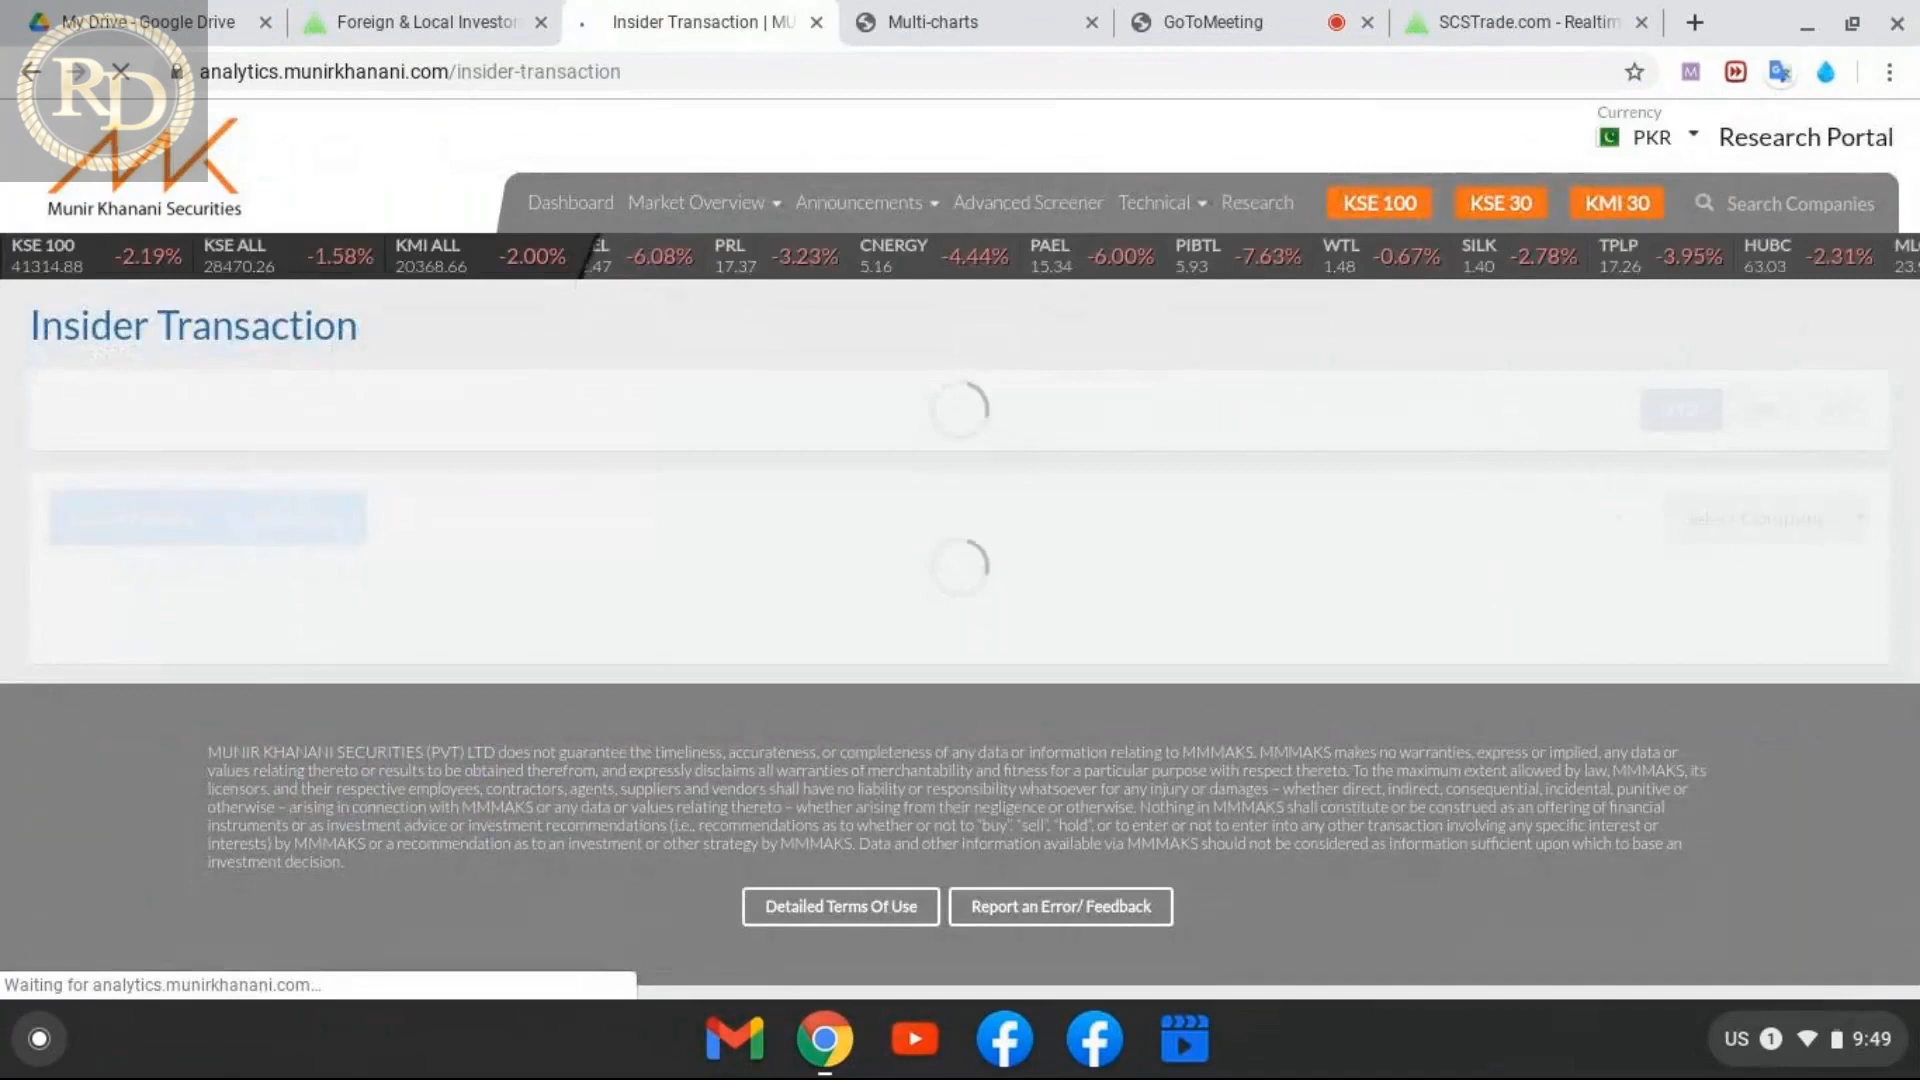 My Drive - Google Drive
Foreign & Local Investor
Insider Transaction | MU
Multi-charts
GoToMeeting
SCSTrade.com - Realtim
analytics.munirkhanani.com/insider-transaction
RD
MK
Munir Khanani Securities
Currency
PKR
Research Portal
Dashboard Market Overview Announcements Advanced Screener Technical Research KSE 100 KSE 30 KMI 30 Search Companies
KSE 100 41314.88 -2.19%
KSE ALL 28470.26 -1.58%
KMI ALL 20368.66 -2.00%
EL .47 -6.08%
PRL 17.37 -3.23%
CNERGY 5.16 -4.44%
PAEL 15.34 -6.00%
PIBTL 5.93 -7.63%
WTL 1.48 -0.67%
SILK 1.40 -2.78%
TPLP 17.26 -3.95%
HUBC 63.03 -2.31%
Insider Transaction
Select Company
MUNIR KHANANI SECURITIES (PVT) LTD does not guarantee the timeliness, accurateness, or completeness of any data or information relating to MMMAKS. MMMAKS makes no warranties, express or implied, any data or
values relating thereto or results to be obtained therefrom, and expressly disclaims all warranties of merchantability and fitness for a particular purpose with respect thereto. To the maximum extent allowed by law, MMMAKS, its
licensors, and their respective employees, contractors, agents, suppliers and vendors shall have no liability or responsibility whatsoever for any injury or damages – whether direct, indirect, consequential, incidental, punitive or
otherwise – arising in connection with MMMAKS or any data or values relating thereto – whether arising from their negligence or otherwise. Nothing in MMMAKS shall constitute or be construed as an offering of financial
instruments or as investment advice or investment recommendations (i.e., recommendations as to whether or not to "buy", "sell", "hold", or to enter or not to enter into any other transaction involving any specific interest or
interests) by MMMAKS or a recommendation as to an investment or other strategy by MMMAKS. Data and other information available via MMMAKS should not be considered as information sufficient upon which to base an
investment decision.
Detailed Terms Of Use
Report an Error/ Feedback
Waiting for analytics.munirkhanani.com...
US 1 9:49